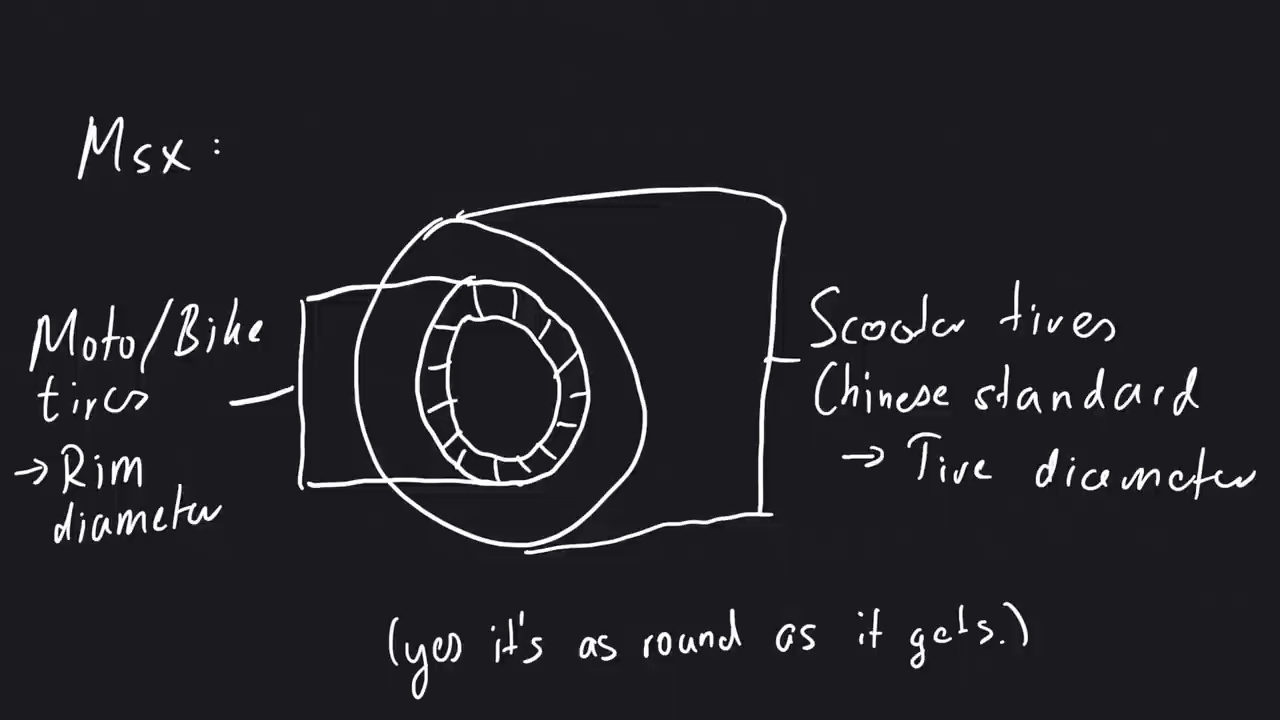 Msx :
Moto/Bike
tires
→ Rim
diameter
Scooter tires
Chinese standard
→ Tire diameter
(yes it's as round as it gets.)